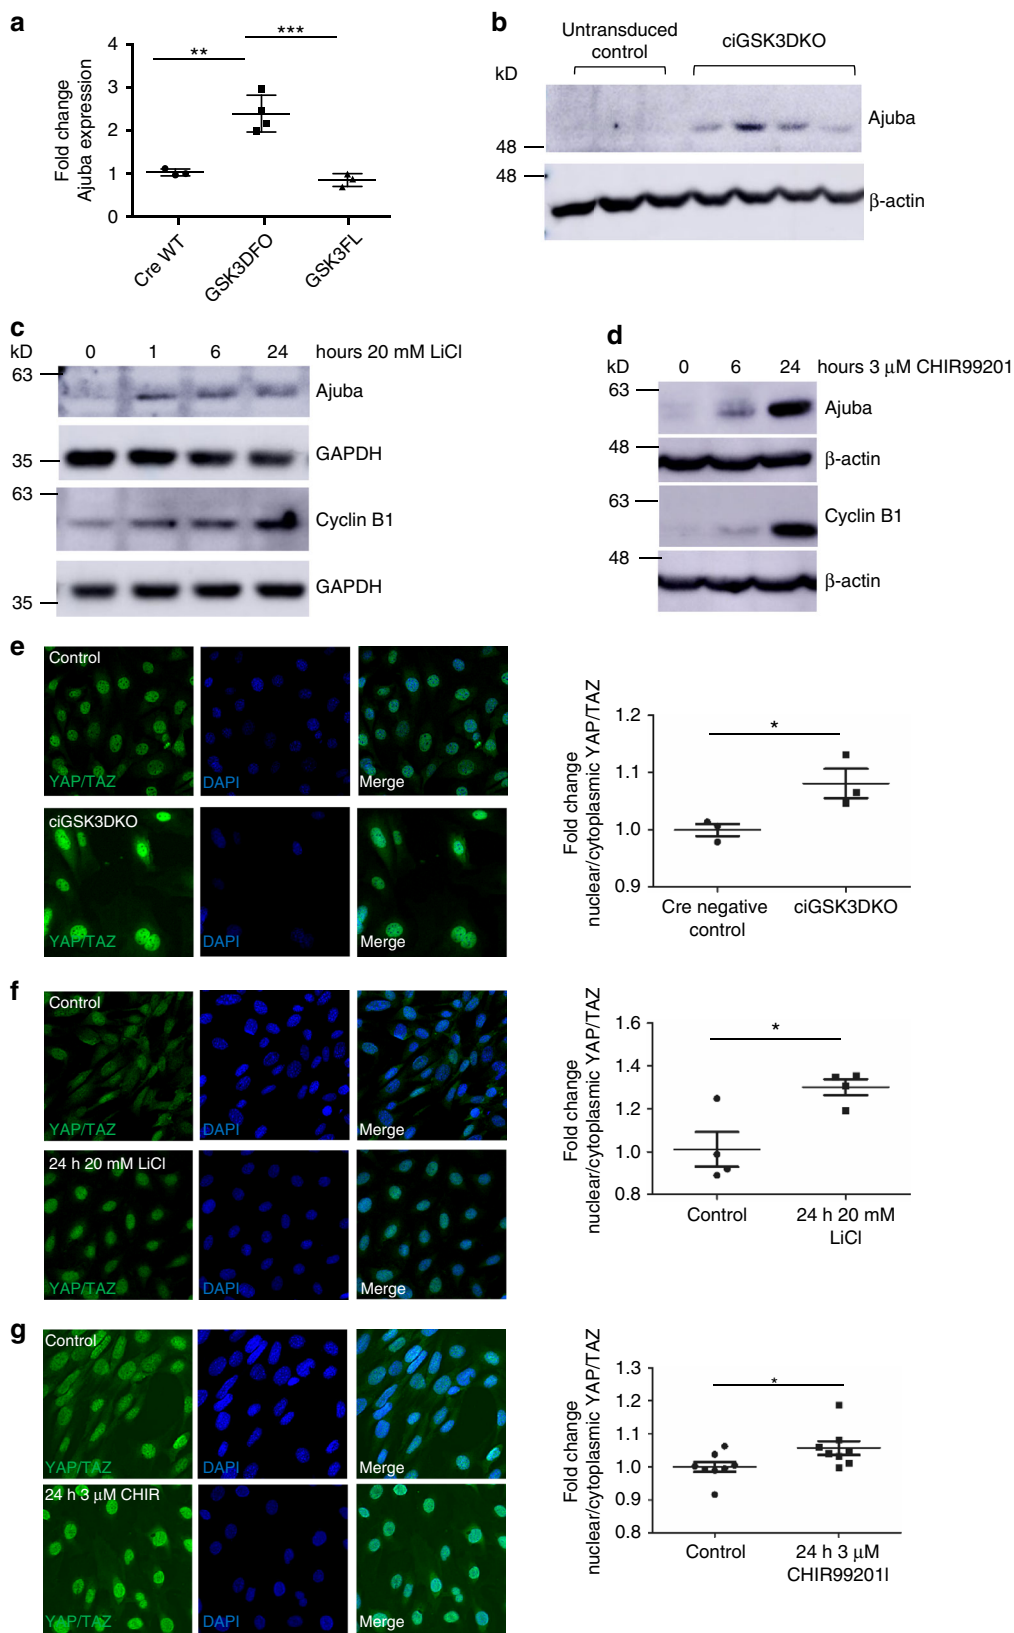 a
Fold change
Ajuba expression
4
3
2
1
0
**
***
Cre WT
GSK3DFO
GSK3FL
b
Untransduced
control
ciGSK3DKO
kD
Ajuba
48
48
β-actin
c
kD
0 1 6 24 hours 20 mM LiCl
63
Ajuba
GAPDH
35
63
Cyclin B1
GAPDH
35
d
kD 0 6 24 hours 3 μM CHIR99201
63
Ajuba
48
β-actin
63
Cyclin B1
48
β-actin
e
Control
YAP/TAZ
DAPI
Merge
ciGSK3DKO
YAP/TAZ
DAPI
Merge
Fold change
nuclear/cytoplasmic YAP/TAZ
1.2
1.1
1.0
0.9
*
Cre negative
control
ciGSK3DKO
f
Control
YAP/TAZ
DAPI
Merge
24 h 20 mM LiCl
YAP/TAZ
DAPI
Merge
Fold change
nuclear/cytoplasmic YAP/TAZ
1.6
1.4
1.2
1.0
0.8
*
Control
24 h 20 mM
LiCl
g
Control
YAP/TAZ
DAPI
Merge
24 h 3 μM CHIR
YAP/TAZ
DAPI
Merge
Fold change
nuclear/cytoplasmic YAP/TAZ
1.3
1.2
1.1
1.0
0.9
0.8
*
Control
24 h 3 μM
CHIR99201I